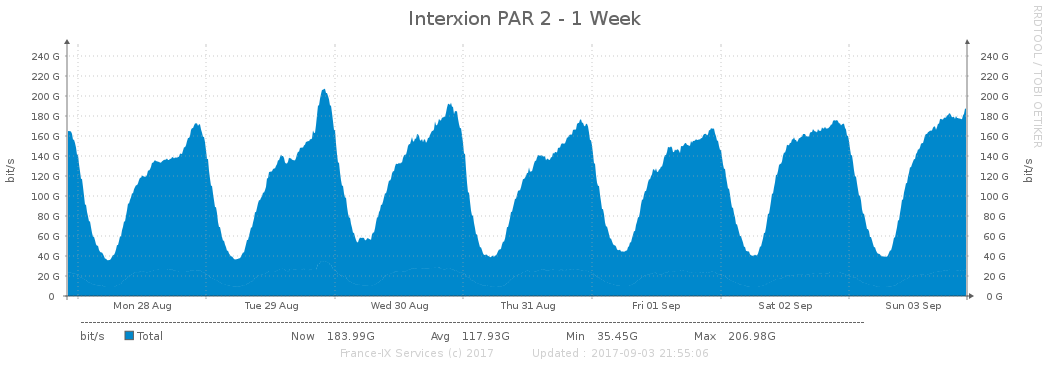 Interxion PAR 2 - 1 Week
RRDTOOL / TOBI OETIKER
240 G 240 G
220 G 220 G
200 G 200 G
180 G 180 G
160 G 160 G
140 G 140 G
120 G 120 G
100 G 100 G
80 G 80 G
60 G 60 G
40 G 40 G
20 G 20 G
0 0 G
bit/s
bit/s
Mon 28 Aug Tue 29 Aug Wed 30 Aug Thu 31 Aug Fri 01 Sep Sat 02 Sep Sun 03 Sep
bit/s Total Now 183.99G Avg 117.93G Min 35.45G Max 206.98G
France-IX Services (c) 2017 Updated : 2017-09-03 21:55:06